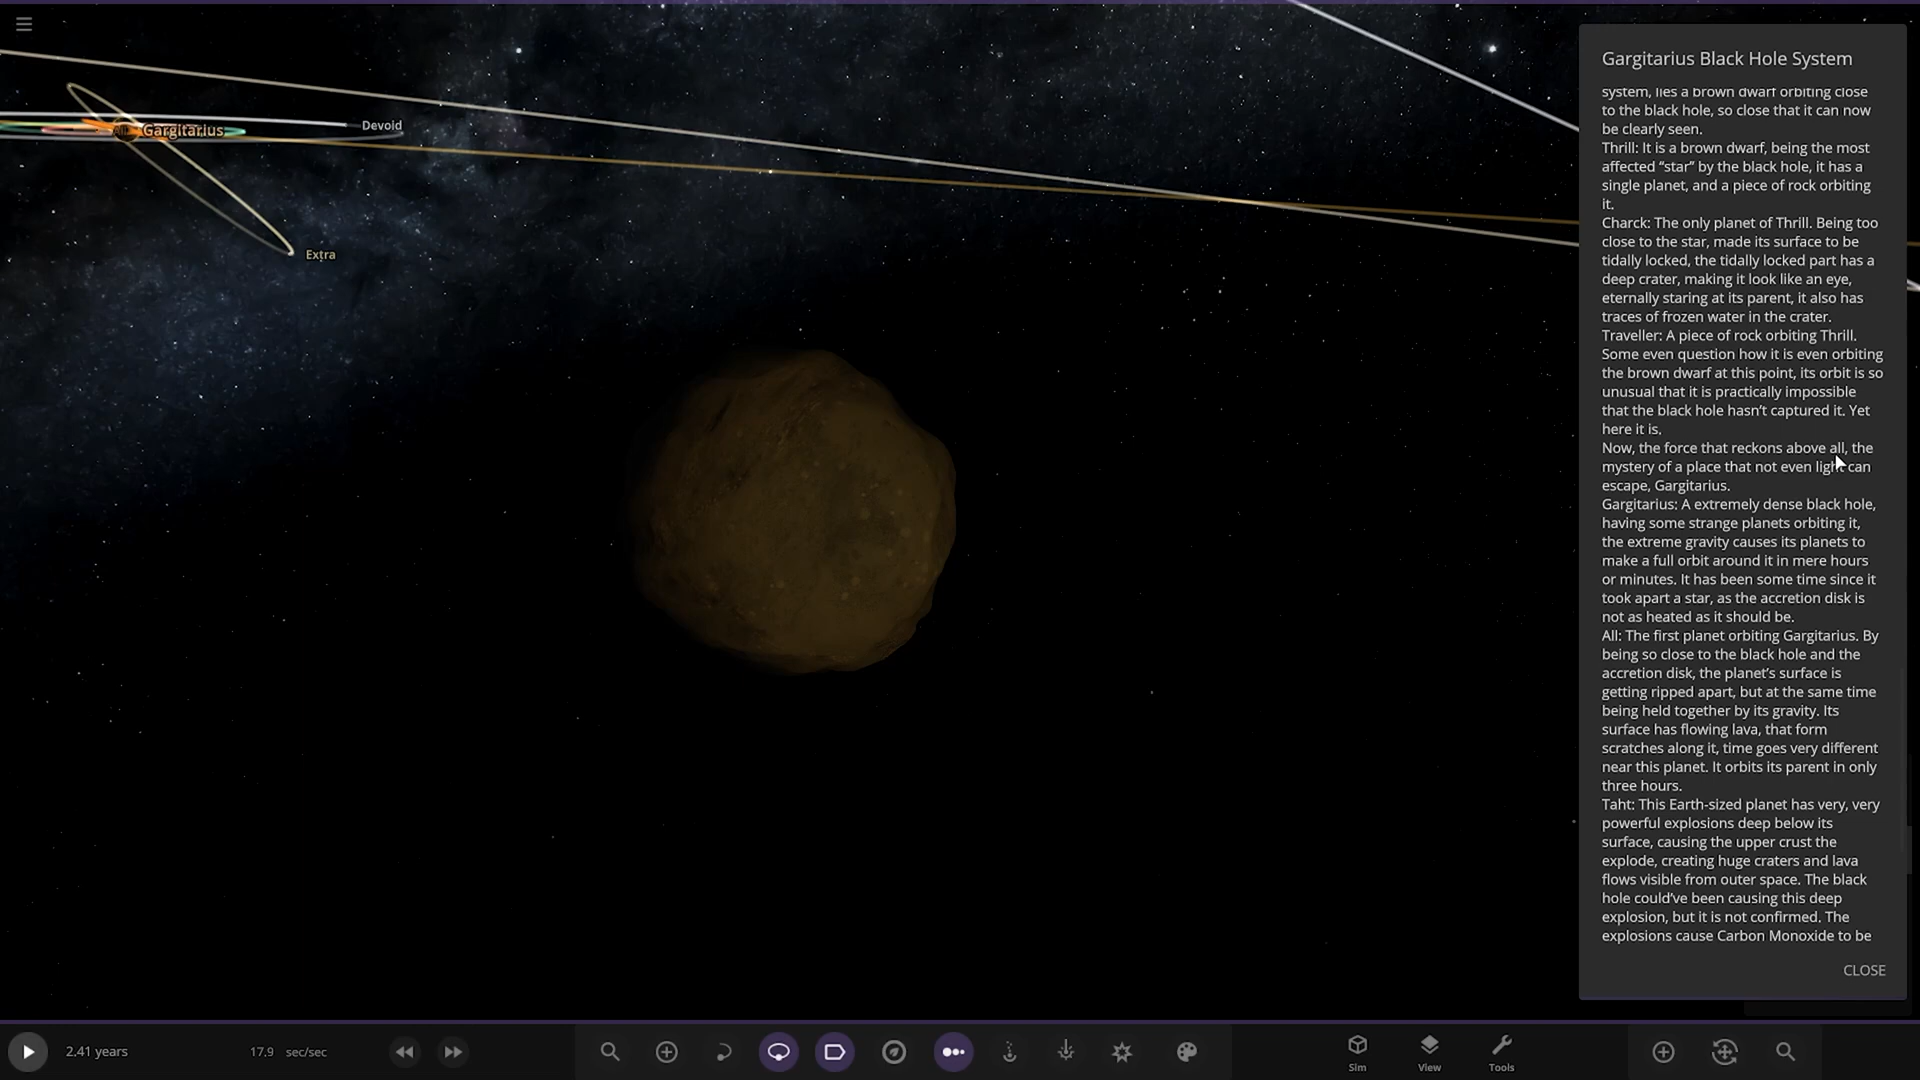 Gargitarius Black Hole System
system, lies a brown dwarf orbiting close
to the black hole, so close that it can now
be clearly seen.
Thrill: It is a brown dwarf, being the most
affected “star” by the black hole, it has a
single planet, and a piece of rock orbiting
it.
Charck: The only planet of Thrill. Being too
close to the star, made its surface to be
tidally locked, the tidally locked part has a
deep crater, making it look like an eye,
eternally staring at its parent, it also has
traces of frozen water in the crater.
Traveller: A piece of rock orbiting Thrill.
Some even question how it is even orbiting
the brown dwarf at this point, its orbit is so
unusual that it is practically impossible
that the black hole hasn’t captured it. Yet
here it is.
Now, the force that reckons above all, the
mystery of a place that not even light can
escape, Gargitarius.
Gargitarius: A extremely dense black hole,
having some strange planets orbiting it,
the extreme gravity causes its planets to
make a full orbit around it in mere hours
or minutes. It has been some time since it
took apart a star, as the accretion disk is
not as heated as it should be.
All: The first planet orbiting Gargitarius. By
being so close to the black hole and the
accretion disk, the planet’s surface is
getting ripped apart, but at the same time
being held together by its gravity. Its
surface has flowing lava, that form
scratches along it, time goes very different
near this planet. It orbits its parent in only
three hours.
Taht: This Earth-sized planet has very, very
powerful explosions deep below its
surface, causing the upper crust the
explode, creating huge craters and lava
flows visible from outer space. The black
hole could’ve been causing this deep
explosion, but it is not confirmed. The
explosions cause Carbon Monoxide to be
CLOSE
Devoid
All
Gargitarius
Extra
2.41 years
17.9 sec/sec
Sim
View
Tools